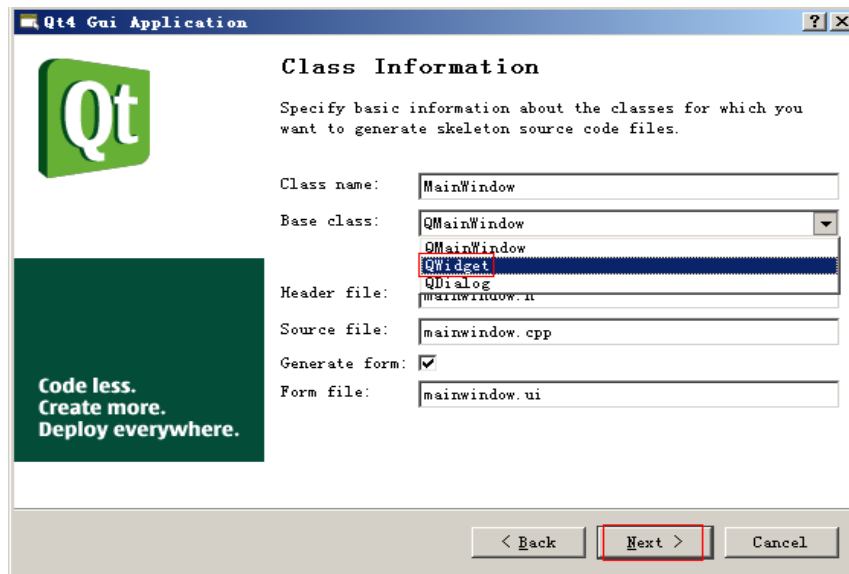 Qt4 Gui Application
Qt
Class Information
Specify basic information about the classes for which you
want to generate skeleton source code files.
Class name: MainWindow
Base class: QMainWindow
QMainWindow
QWidget
QDialog
Header file: mainwindow.h
Source file: mainwindow.cpp
Generate form:
Form file: mainwindow.ui
Code less.
Create more.
Deploy everywhere.
< Back Next > Cancel